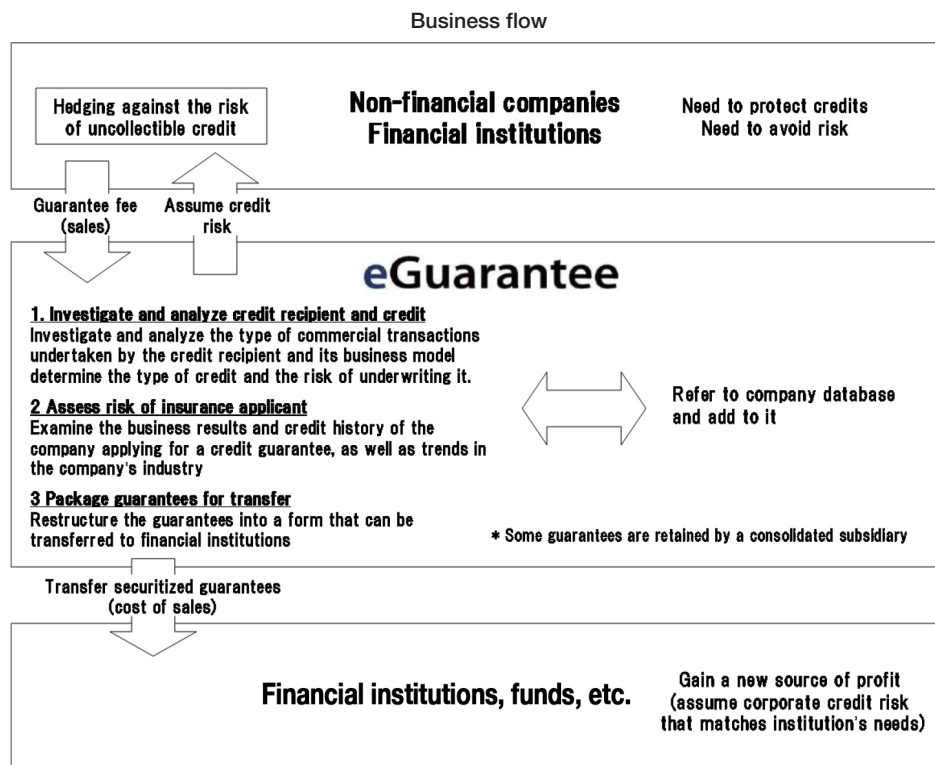 Business flow
Hedging against the risk
of uncollectible credit
Non-financial companies
Financial institutions
Need to protect credits
Need to avoid risk
Guarantee fee
(sales)
Assume credit
risk
eGuarantee
1. Investigate and analyze credit recipient and credit
Investigate and analyze the type of commercial transactions
undertaken by the credit recipient and its business model
determine the type of credit and the risk of underwriting it.
2 Assess risk of insurance applicant
Examine the business results and credit history of the
company applying for a credit guarantee, as well as trends in
the company's industry
3 Package guarantees for transfer
Restructure the guarantees into a form that can be
transferred to financial institutions
Refer to company database
and add to it
* Some guarantees are retained by a consolidated subsidiary
Transfer securitized guarantees
(cost of sales)
Financial institutions, funds, etc.
Gain a new source of profit
(assume corporate credit risk
that matches institution's needs)